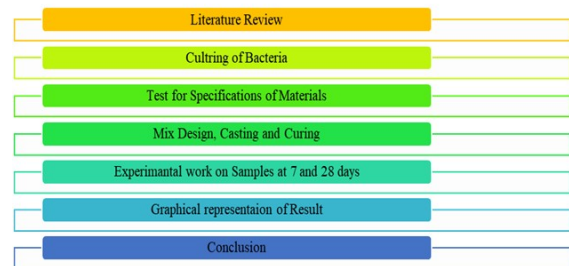 Literature Review
Cultring of Bacteria
Test for Specifications of Materials
Mix Design, Casting and Curing
Experimantal work on Samples at 7 and 28 days
Graphical representaion of Result
Conclusion